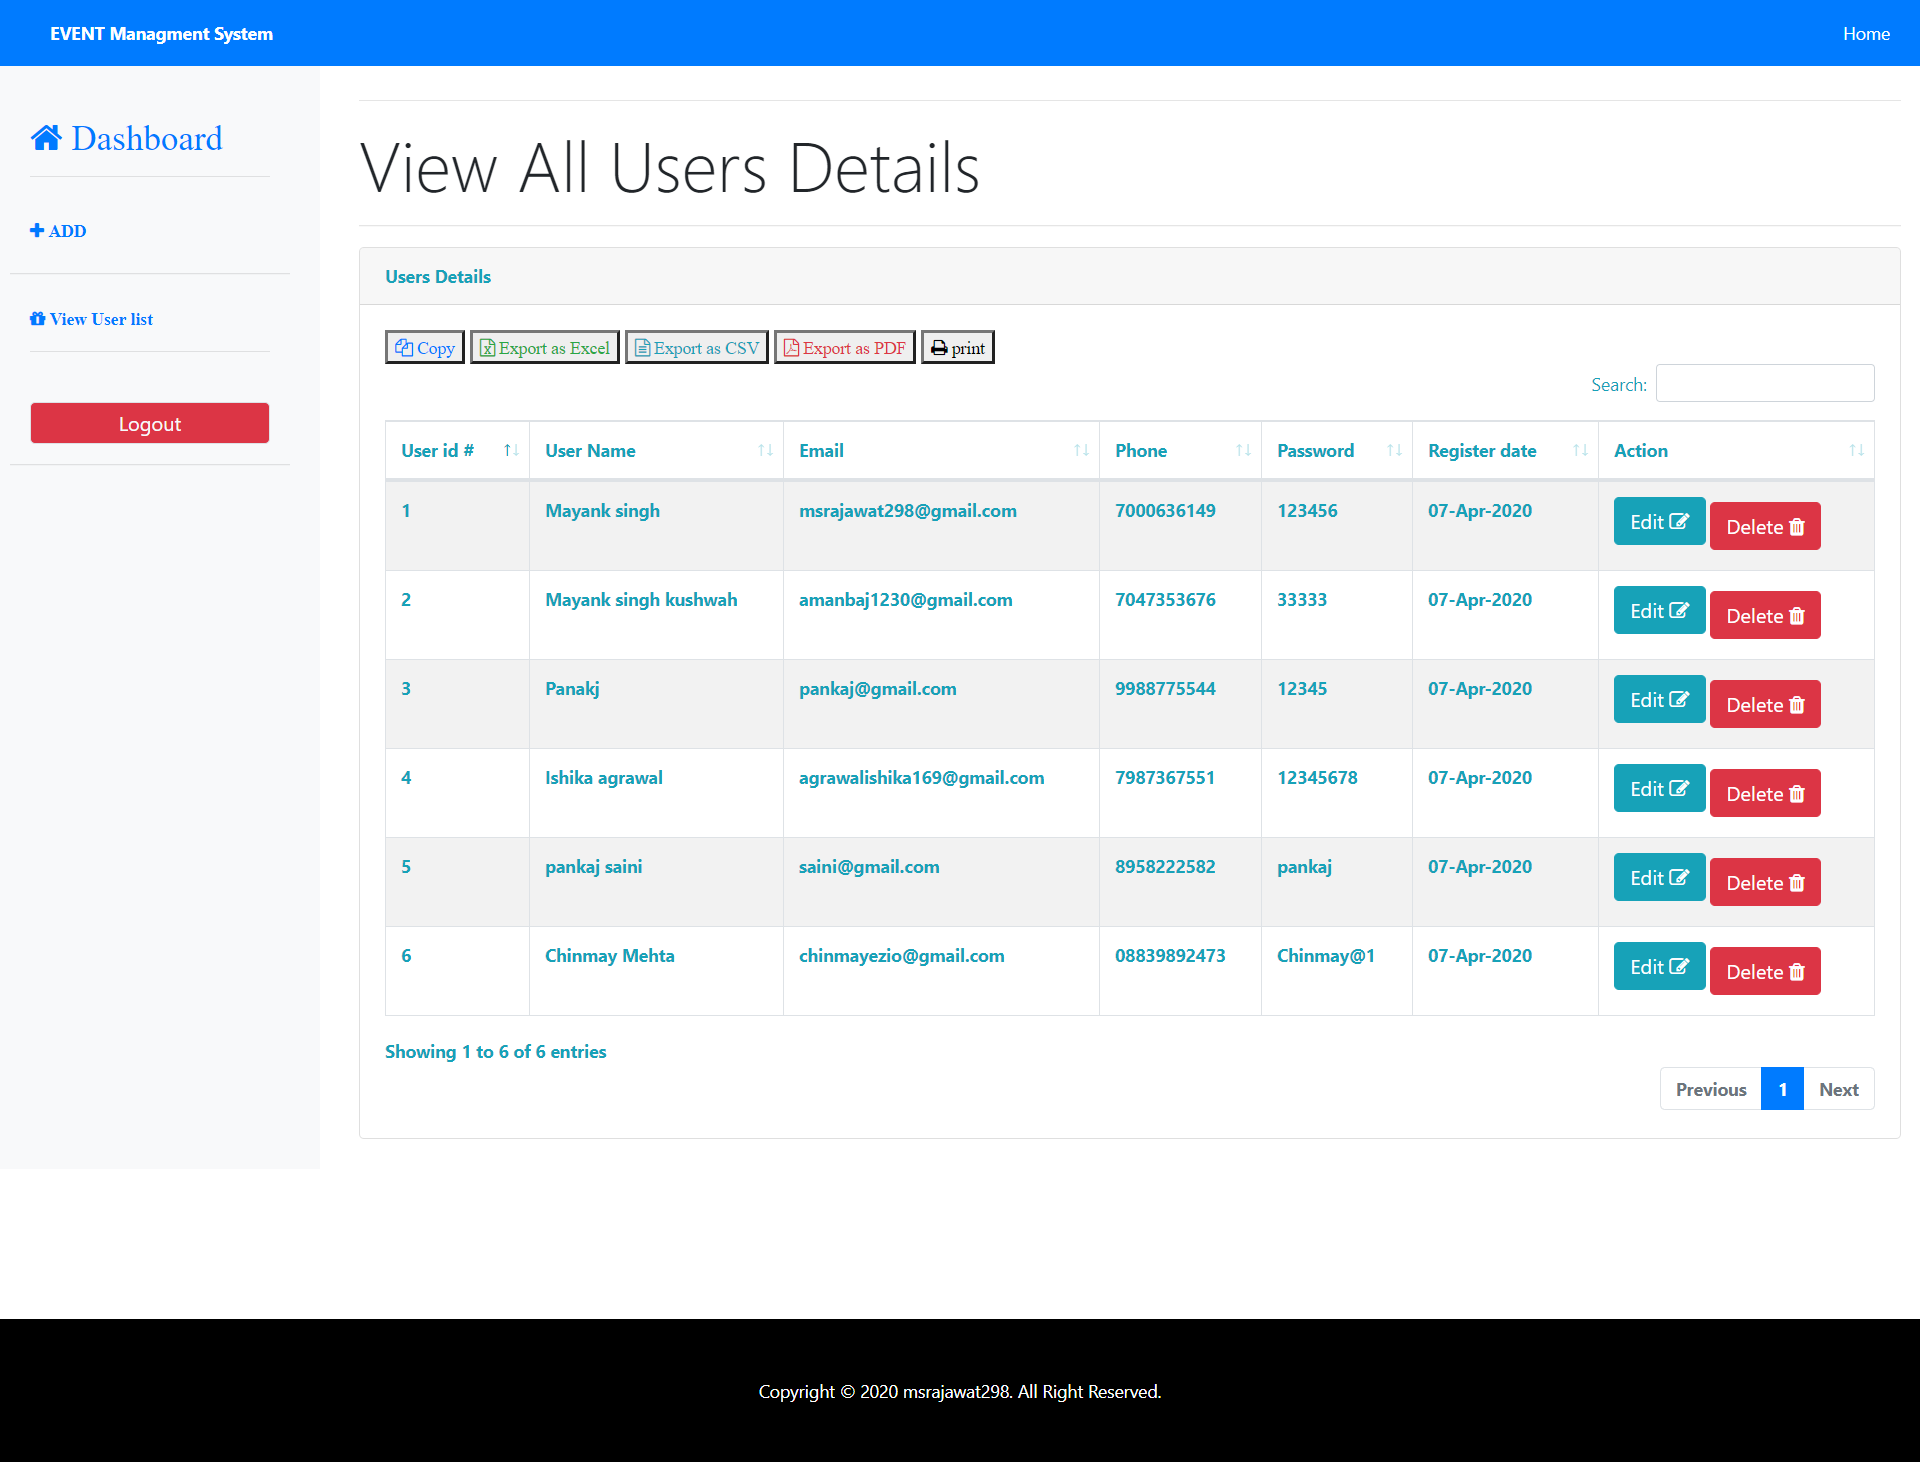 EVENT Managment System
Home
Dashboard
ADD
View User list
Logout
View All Users Details
Users Details
Copy Export as Excel Export as CSV Export as PDF print
Search:
User id # User Name Email Phone Password Register date Action
1 Mayank singh msrajawat298@gmail.com 7000636149 123456 07-Apr-2020 Edit Delete
2 Mayank singh kushwah amanbaj1230@gmail.com 7047353676 33333 07-Apr-2020 Edit Delete
3 Panakj pankaj@gmail.com 9988775544 12345 07-Apr-2020 Edit Delete
4 Ishika agrawal agrawalishika169@gmail.com 7987367551 12345678 07-Apr-2020 Edit Delete
5 pankaj saini saini@gmail.com 8958222582 pankaj 07-Apr-2020 Edit Delete
6 Chinmay Mehta chinmayezio@gmail.com 08839892473 Chinmay@1 07-Apr-2020 Edit Delete
Showing 1 to 6 of 6 entries
Previous 1 Next
Copyright © 2020 msrajawat298. All Right Reserved.